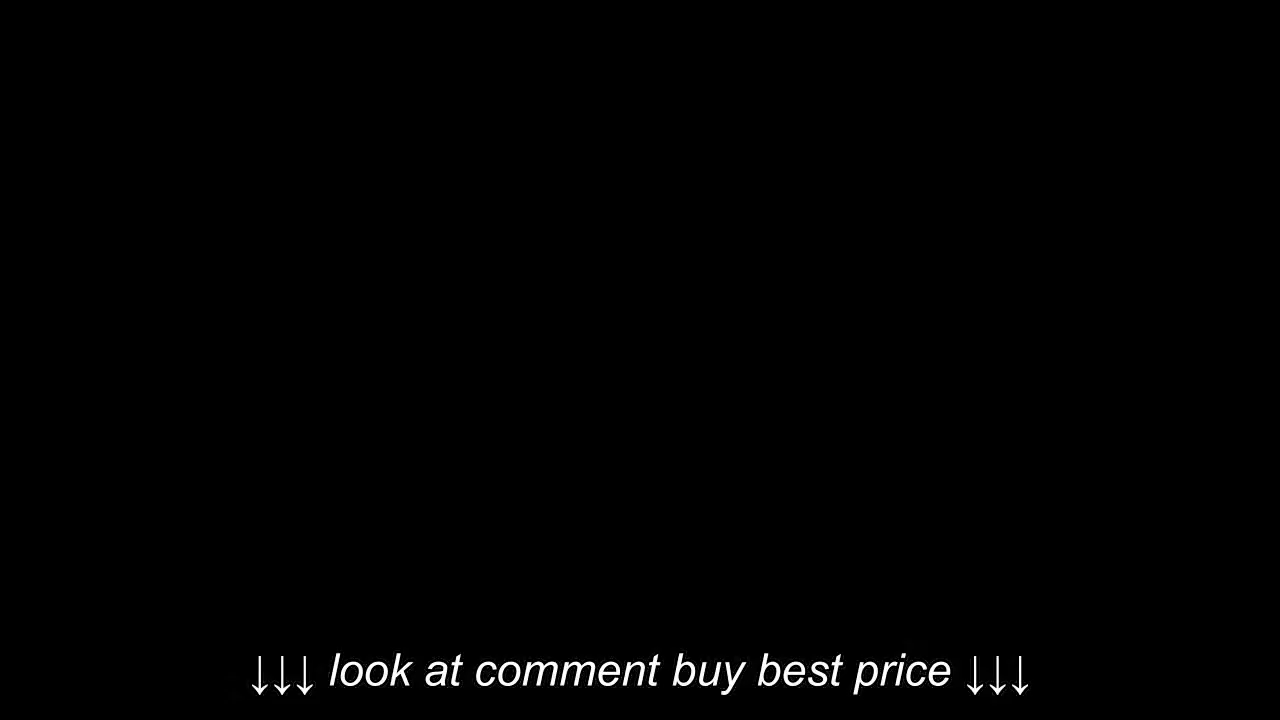 ↓↓↓ look at comment buy best price ↓↓↓